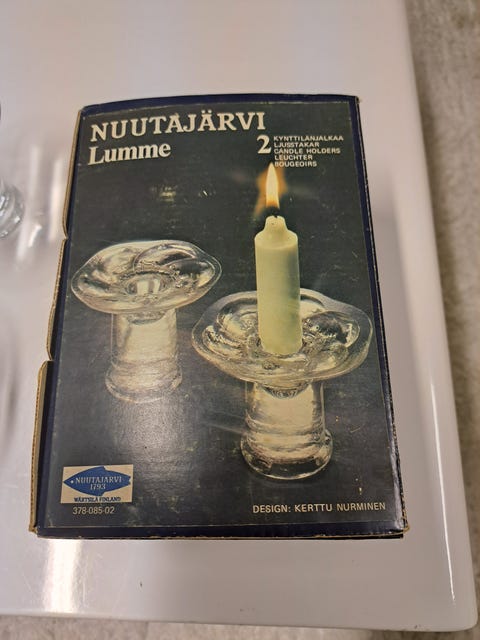 NUUTAJÄRVI
Lumme
2
KYNTTILÄNJALKAA
LJUSSTAKAR
CANDLE HOLDERS
LEUCHTER
BOUGEOIRS
NUUTAJÄRVI
1793
WÄRTSILÄ FINLAND
378-085-02
DESIGN: KERTTU NURMINEN